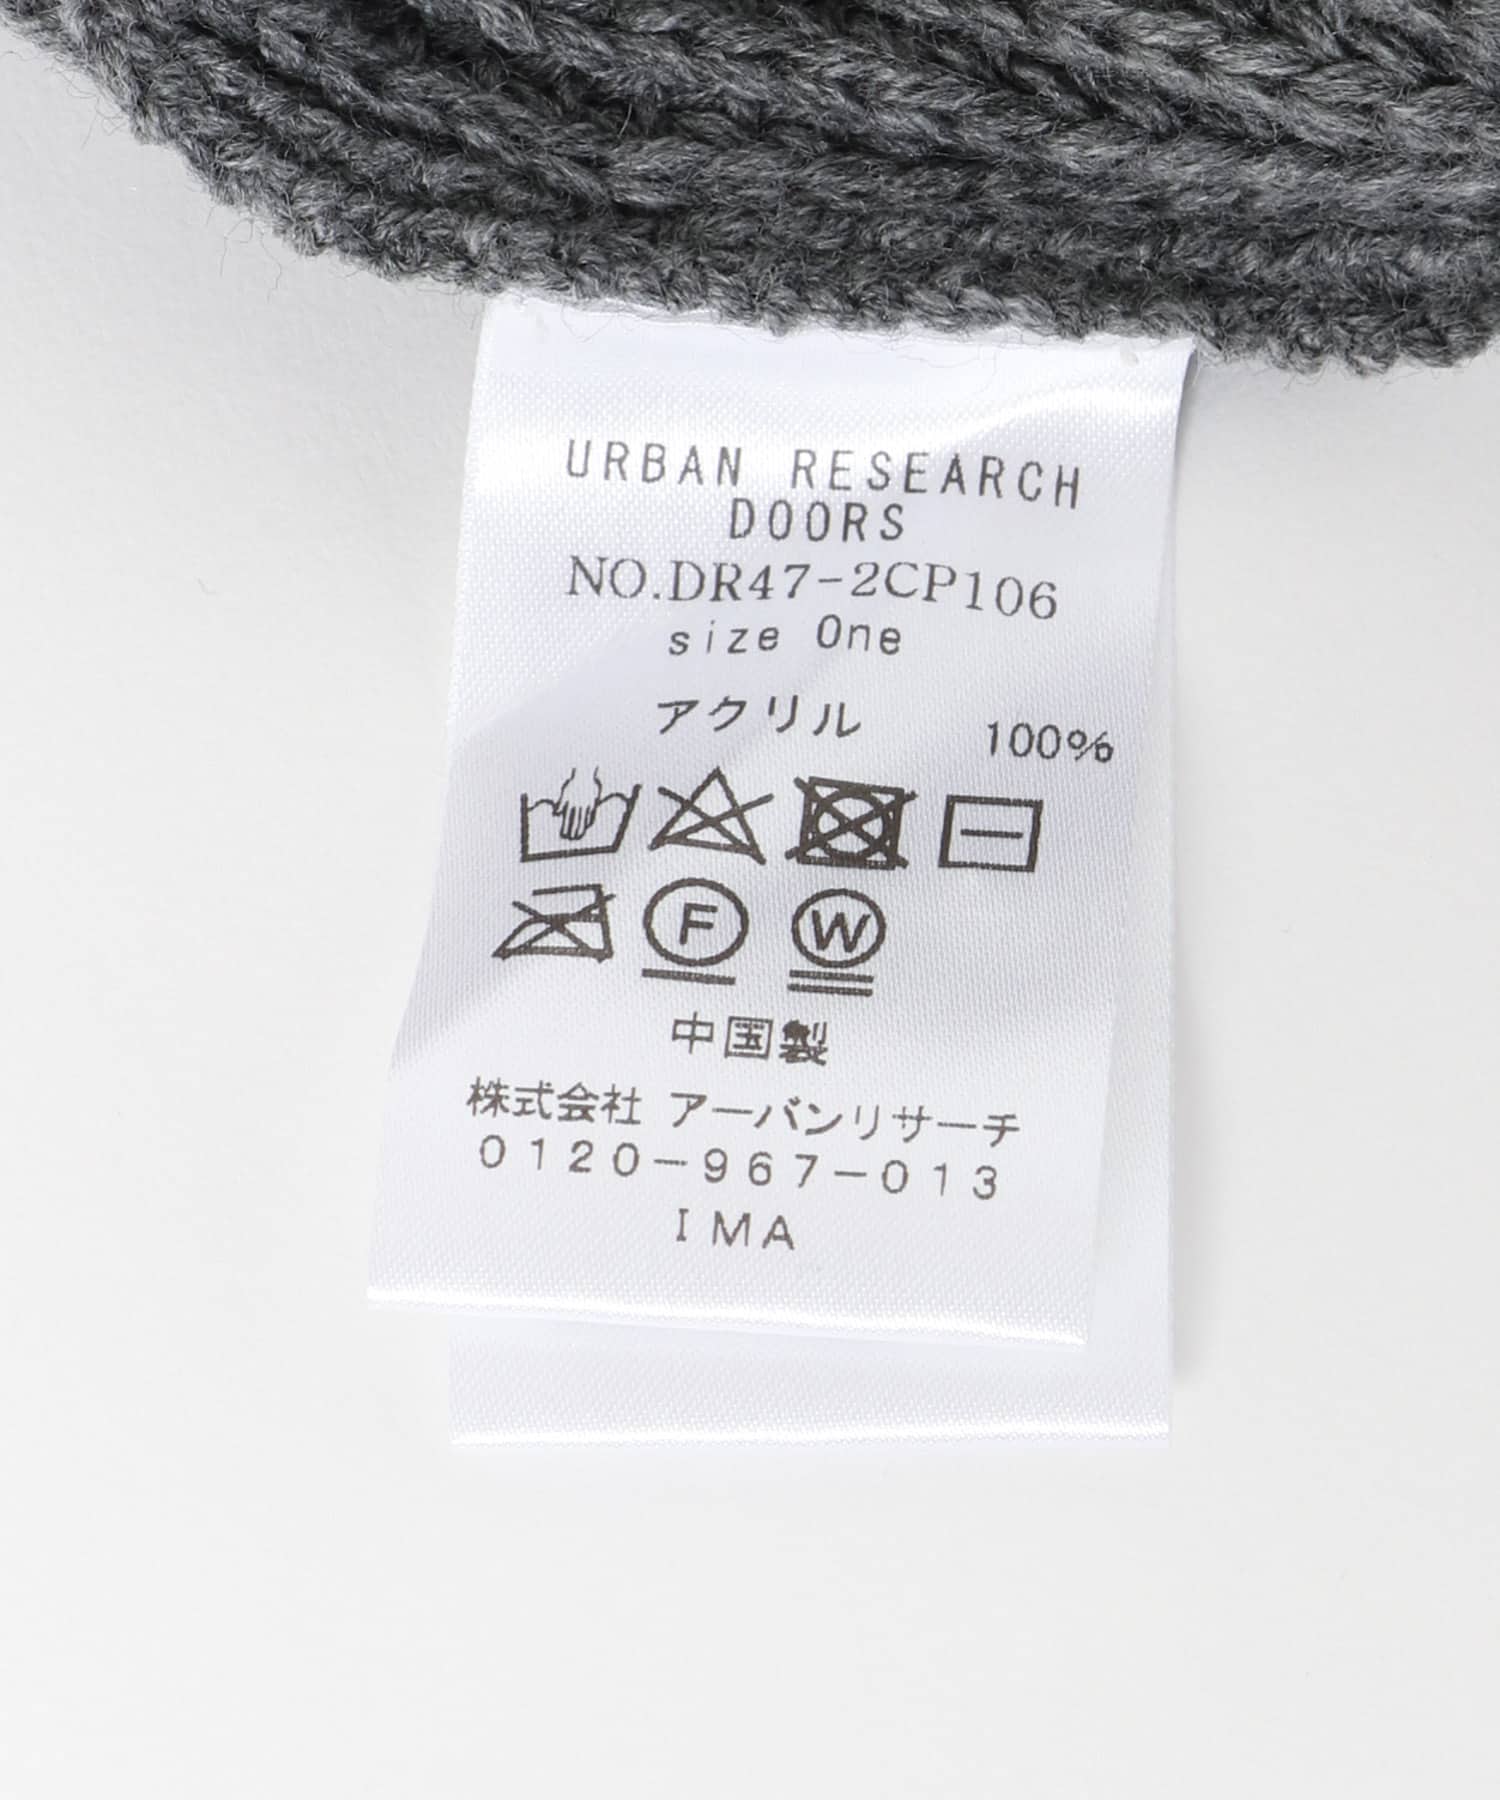 URBAN RESEARCH
DOORS
NO.DR47-2CP106
size One
アクリル 100%
F W
中国製
株式会社 アーバンリサーチ
0120-967-013
IMA